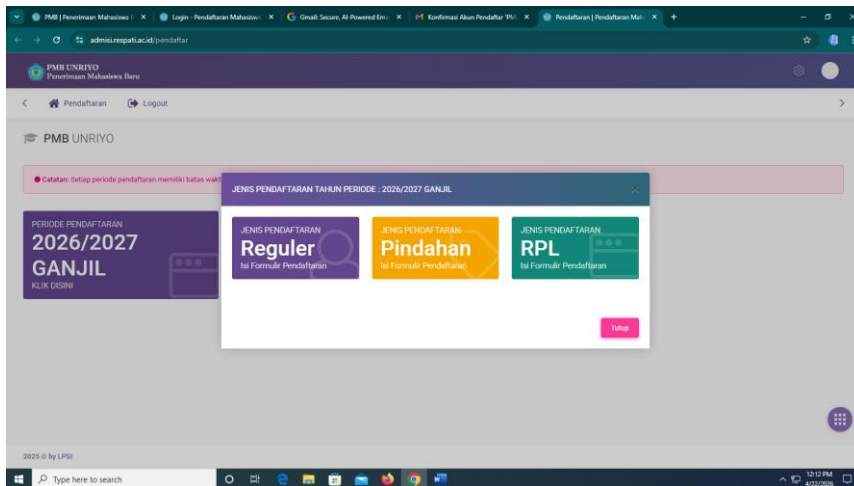 PMB | Penerimaan Mahasiswa
Login - Pendaftaran Mahasisw
Gmail: Secure, AI-Powered Em
Konfirmasi Akun Pendaftar 'PM
Pendaftaran | Pendaftaran Mah
admisi.respati.ac.id/pendaftar
PMB UNRIYO
Penerimaan Mahasiswa Baru
Pendaftaran
Logout
PMB UNRIYO
Catatan: Setiap periode pendaftaran memiliki batas wakt
JENIS PENDAFTARAN TAHUN PERIODE : 2026/2027 GANJIL
PERIODE PENDAFTARAN
2026/2027
GANJIL
KLIK DISINI
JENIS PENDAFTARAN
Reguler
Isi Formulir Pendaftaran
JENIS PENDAFTARAN
Pindahan
Isi Formulir Pendaftaran
JENIS PENDAFTARAN
RPL
Isi Formulir Pendaftaran
Tutup
2025 © by LPSI
Type here to search
12:12 PM
4/22/2026